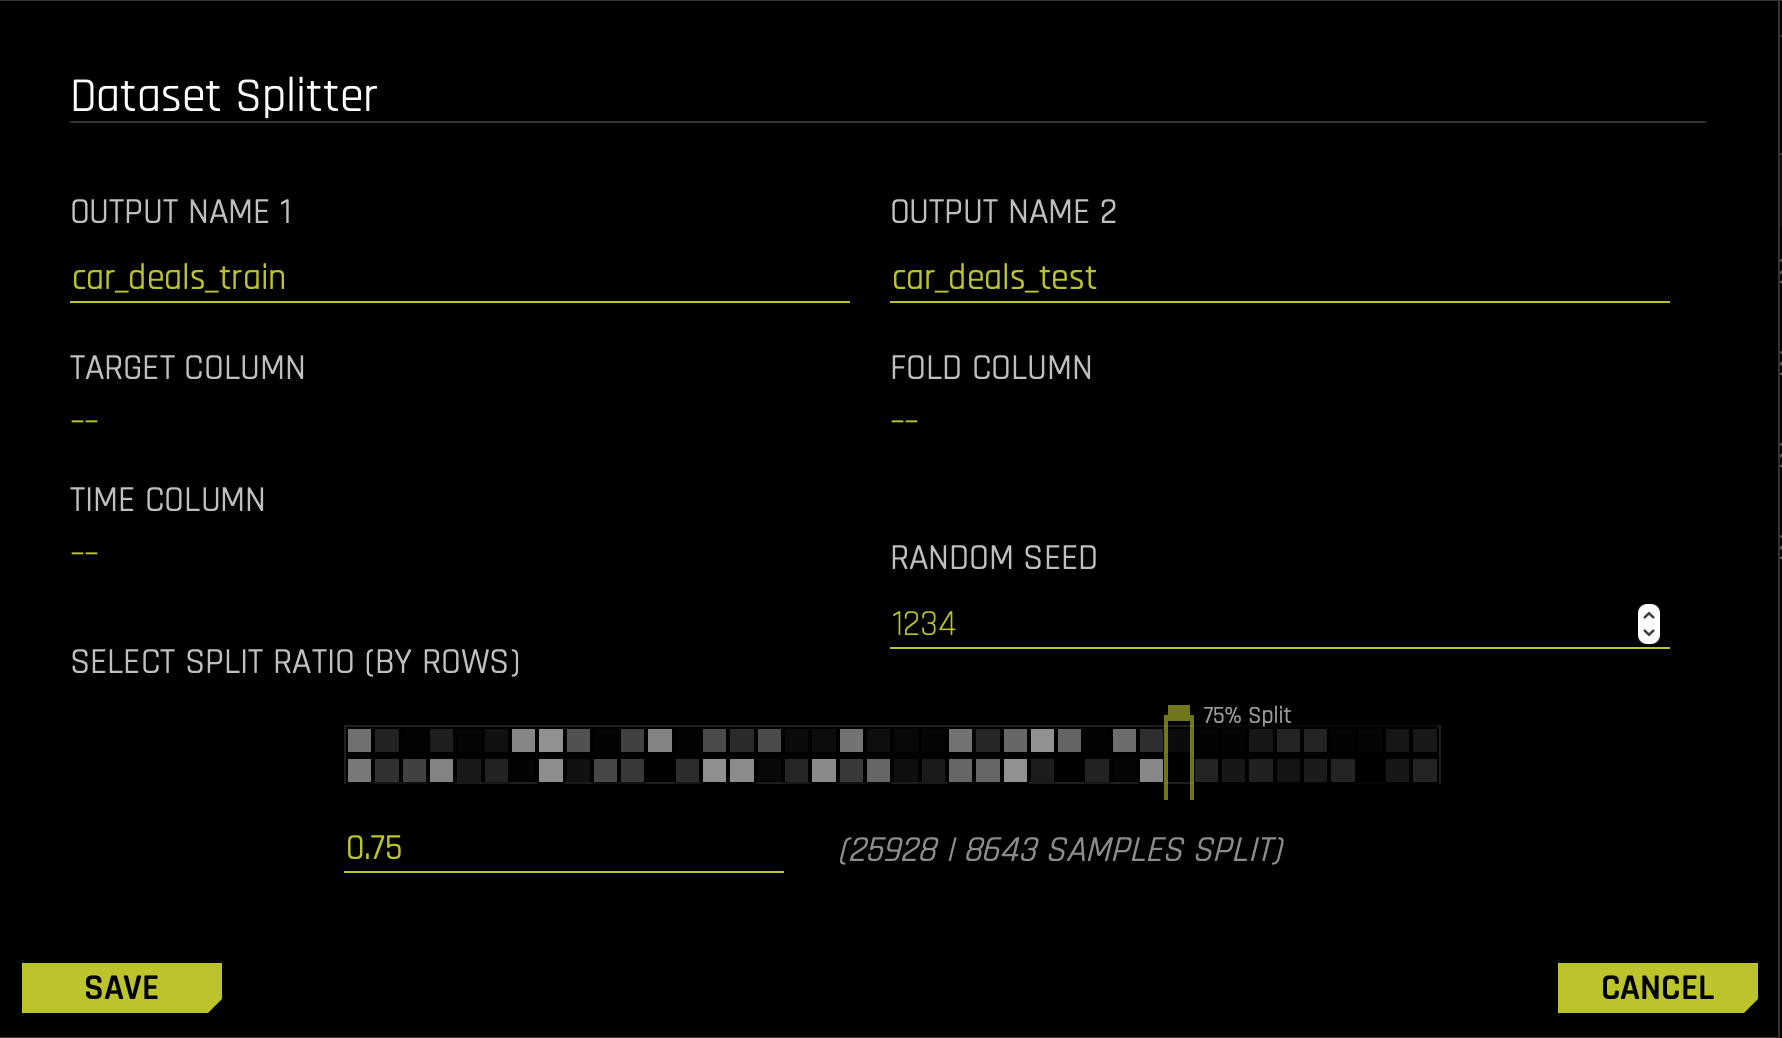 Dataset Splitter
OUTPUT NAME 1
OUTPUT NAME 2
car_deals_train
car_deals_test
TARGET COLUMN
FOLD COLUMN
--
--
TIME COLUMN
--
RANDOM SEED
1234
SELECT SPLIT RATIO (BY ROWS)
75% Split
0.75
(25928 | 8643 SAMPLES SPLIT)
SAVE
CANCEL